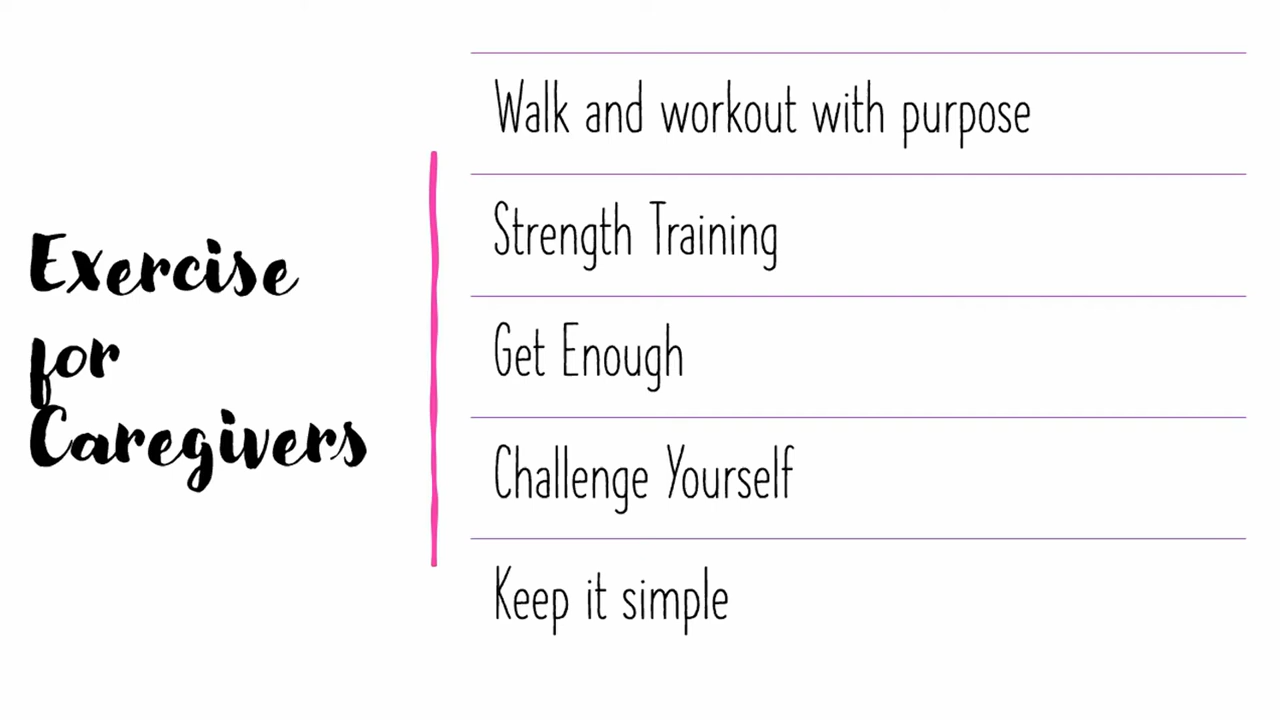 Exercise
for
Caregivers
Walk and workout with purpose
Strength Training
Get Enough
Challenge Yourself
Keep it simple